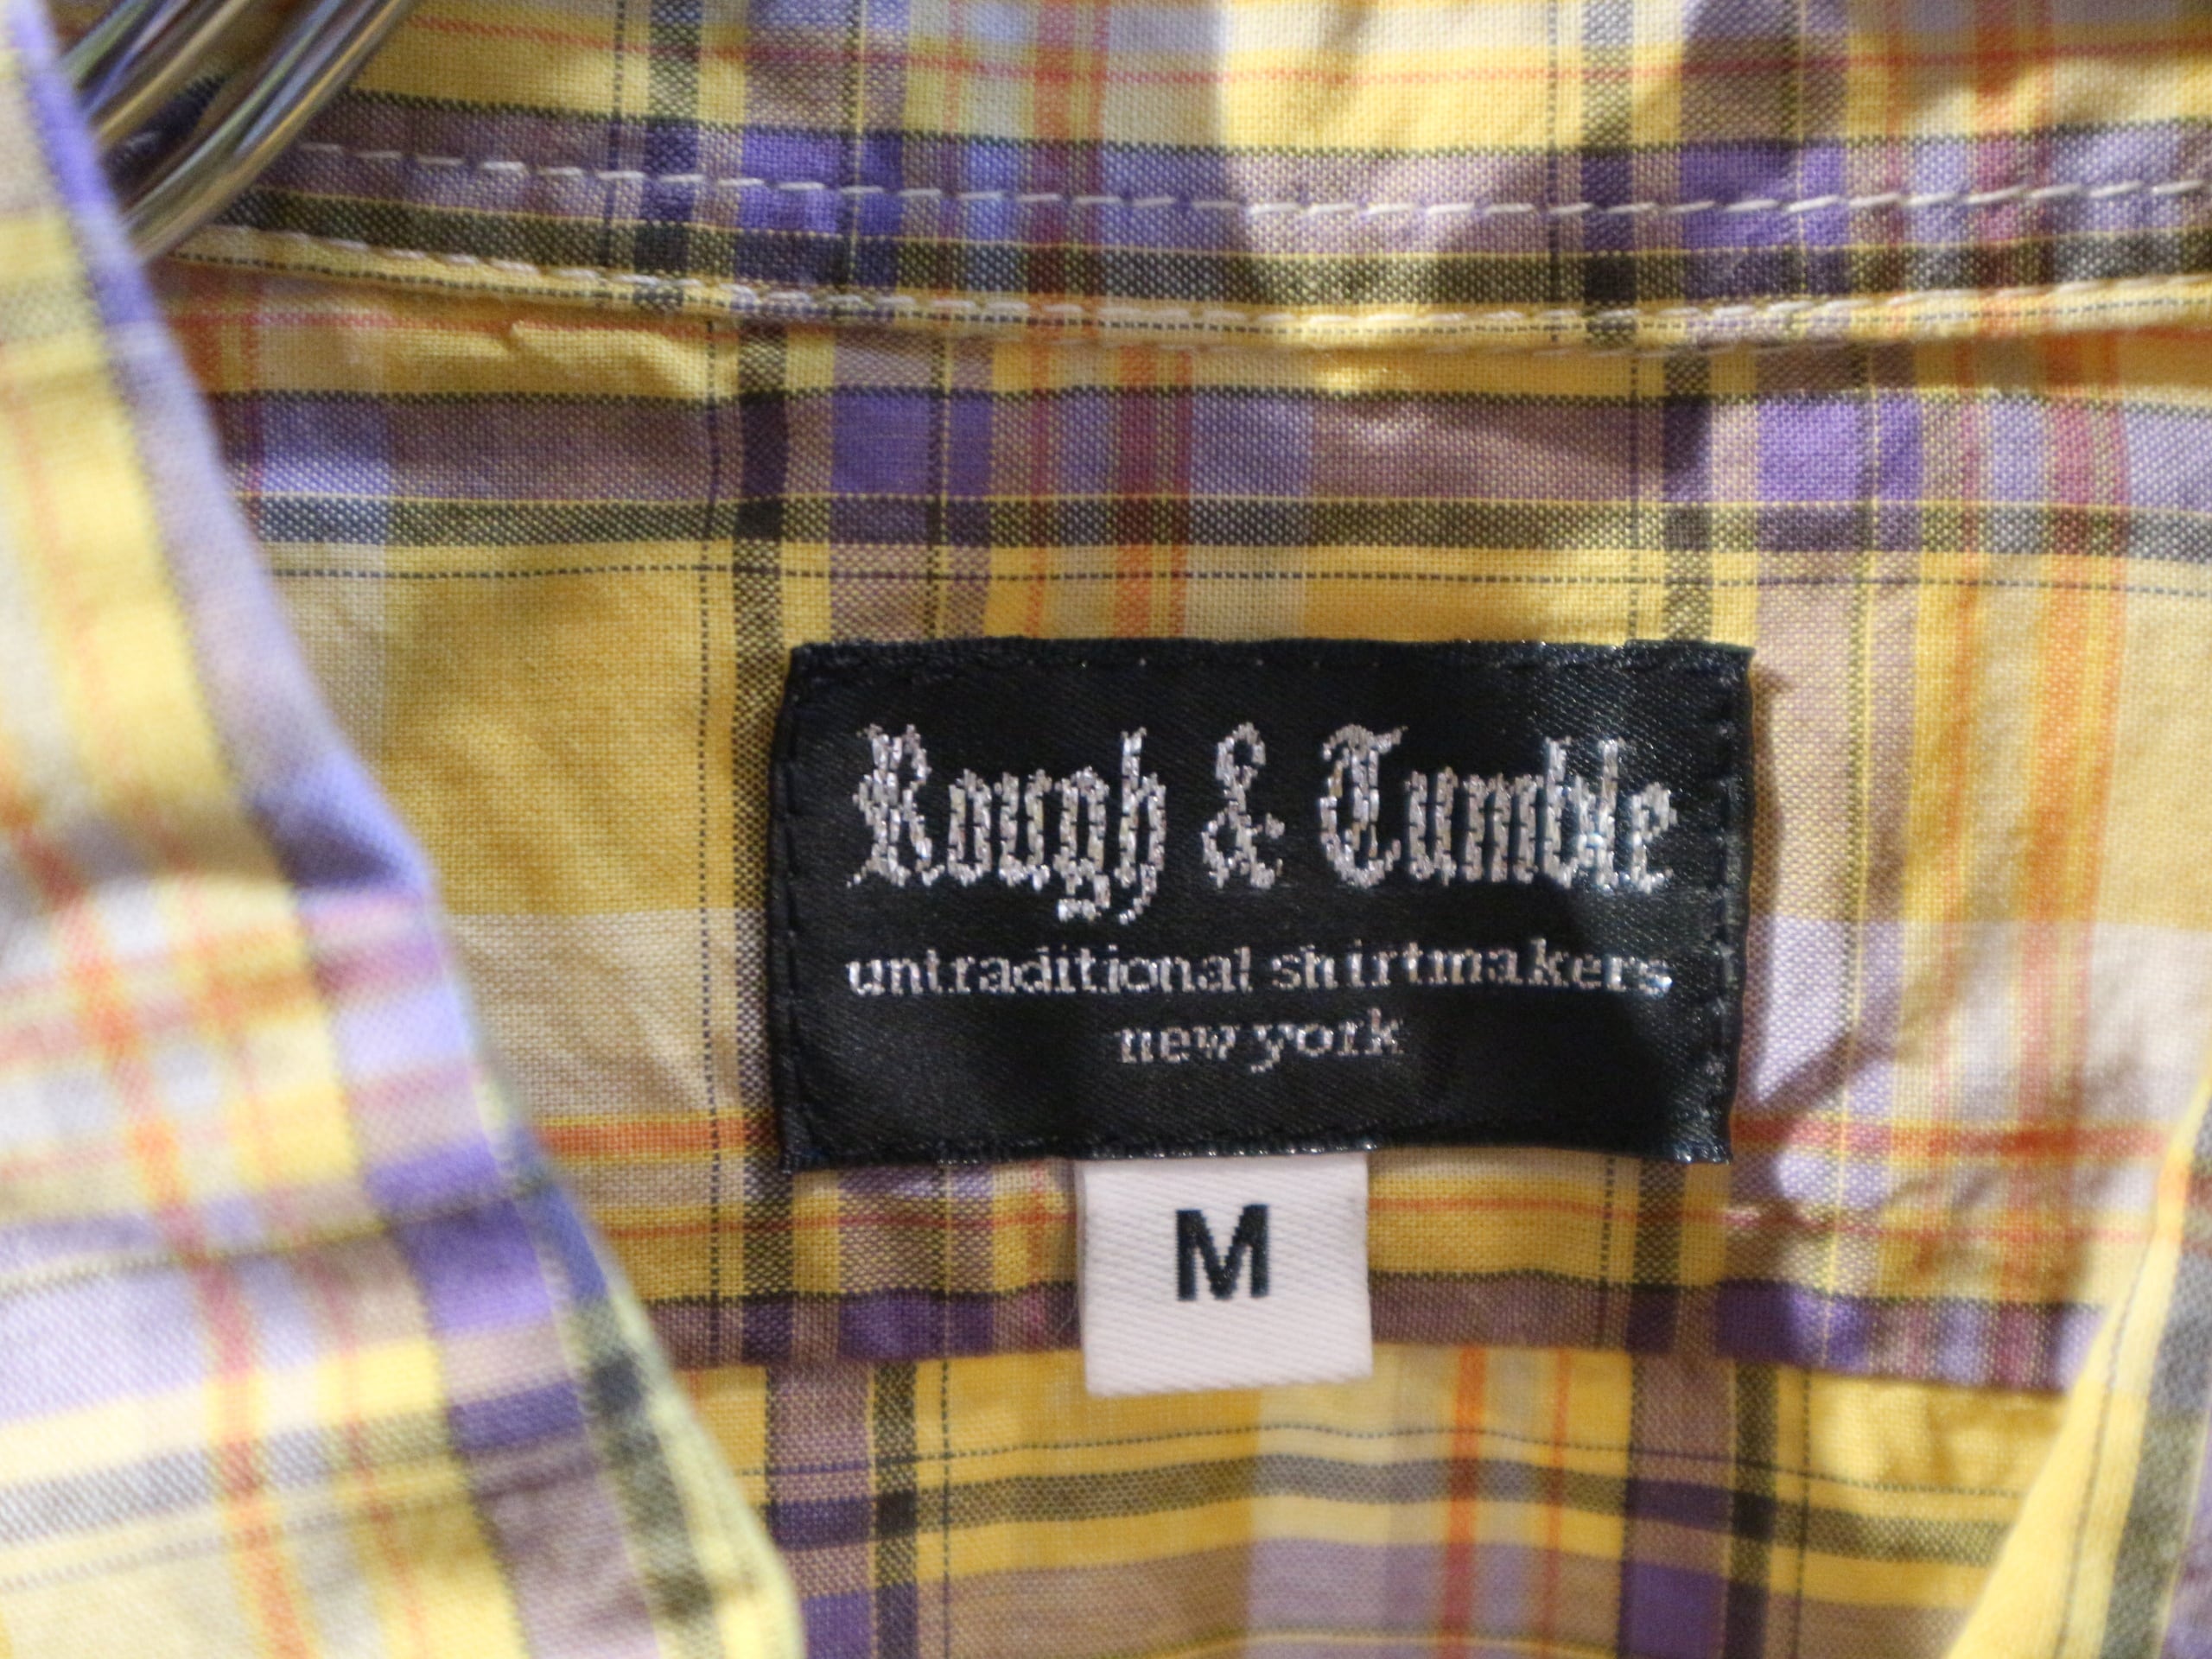 Rough & Tumble
untraditional shirtmakers
new york
M